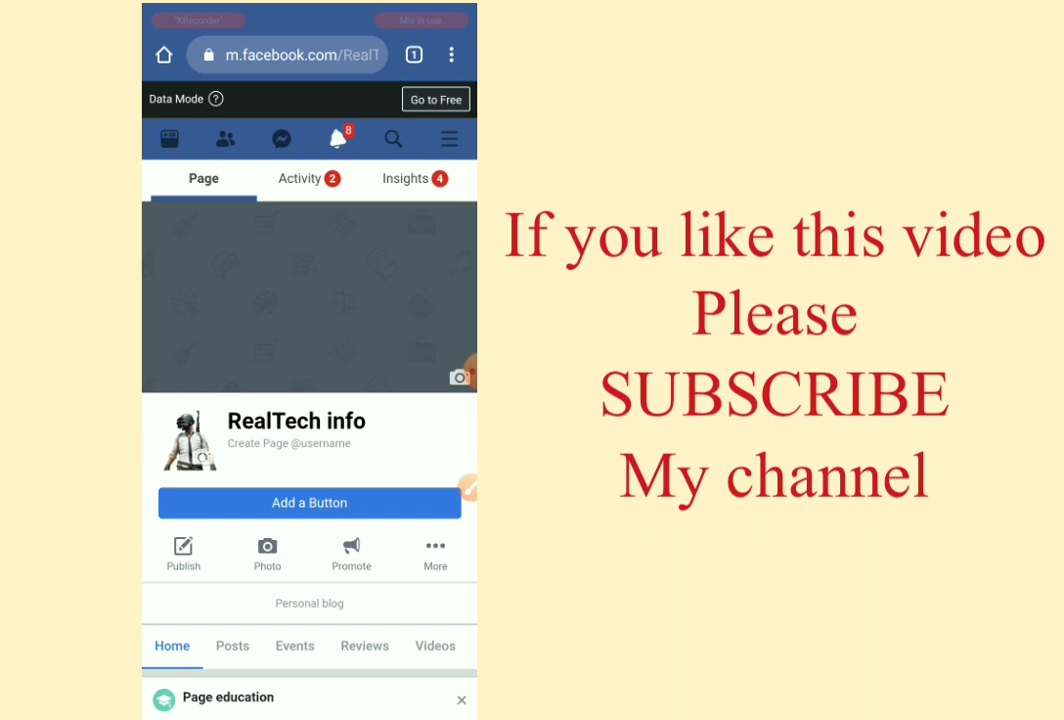 "XRecorder"
Mic in use
m.facebook.com/RealT
1
Data Mode ?
Go to Free
8
Page
Activity 2
Insights 4
RealTech info
Create Page @username
Add a Button
Publish
Photo
Promote
More
Personal blog
Home
Posts
Events
Reviews
Videos
Page education
If you like this video
Please
SUBSCRIBE
My channel